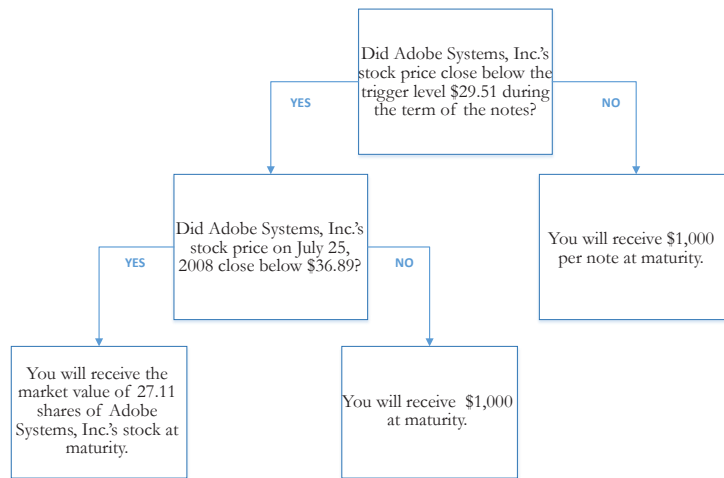 Did Adobe Systems, Inc.'s
stock price close below the
trigger level $29.51 during
the term of the notes?
YES
NO
Did Adobe Systems, Inc.'s
stock price on July 25,
2008 close below $36.89?
You will receive $1,000
per note at maturity.
YES
NO
You will receive the
market value of 27.11
shares of Adobe
Systems, Inc.'s stock at
maturity.
You will receive $1,000
at maturity.